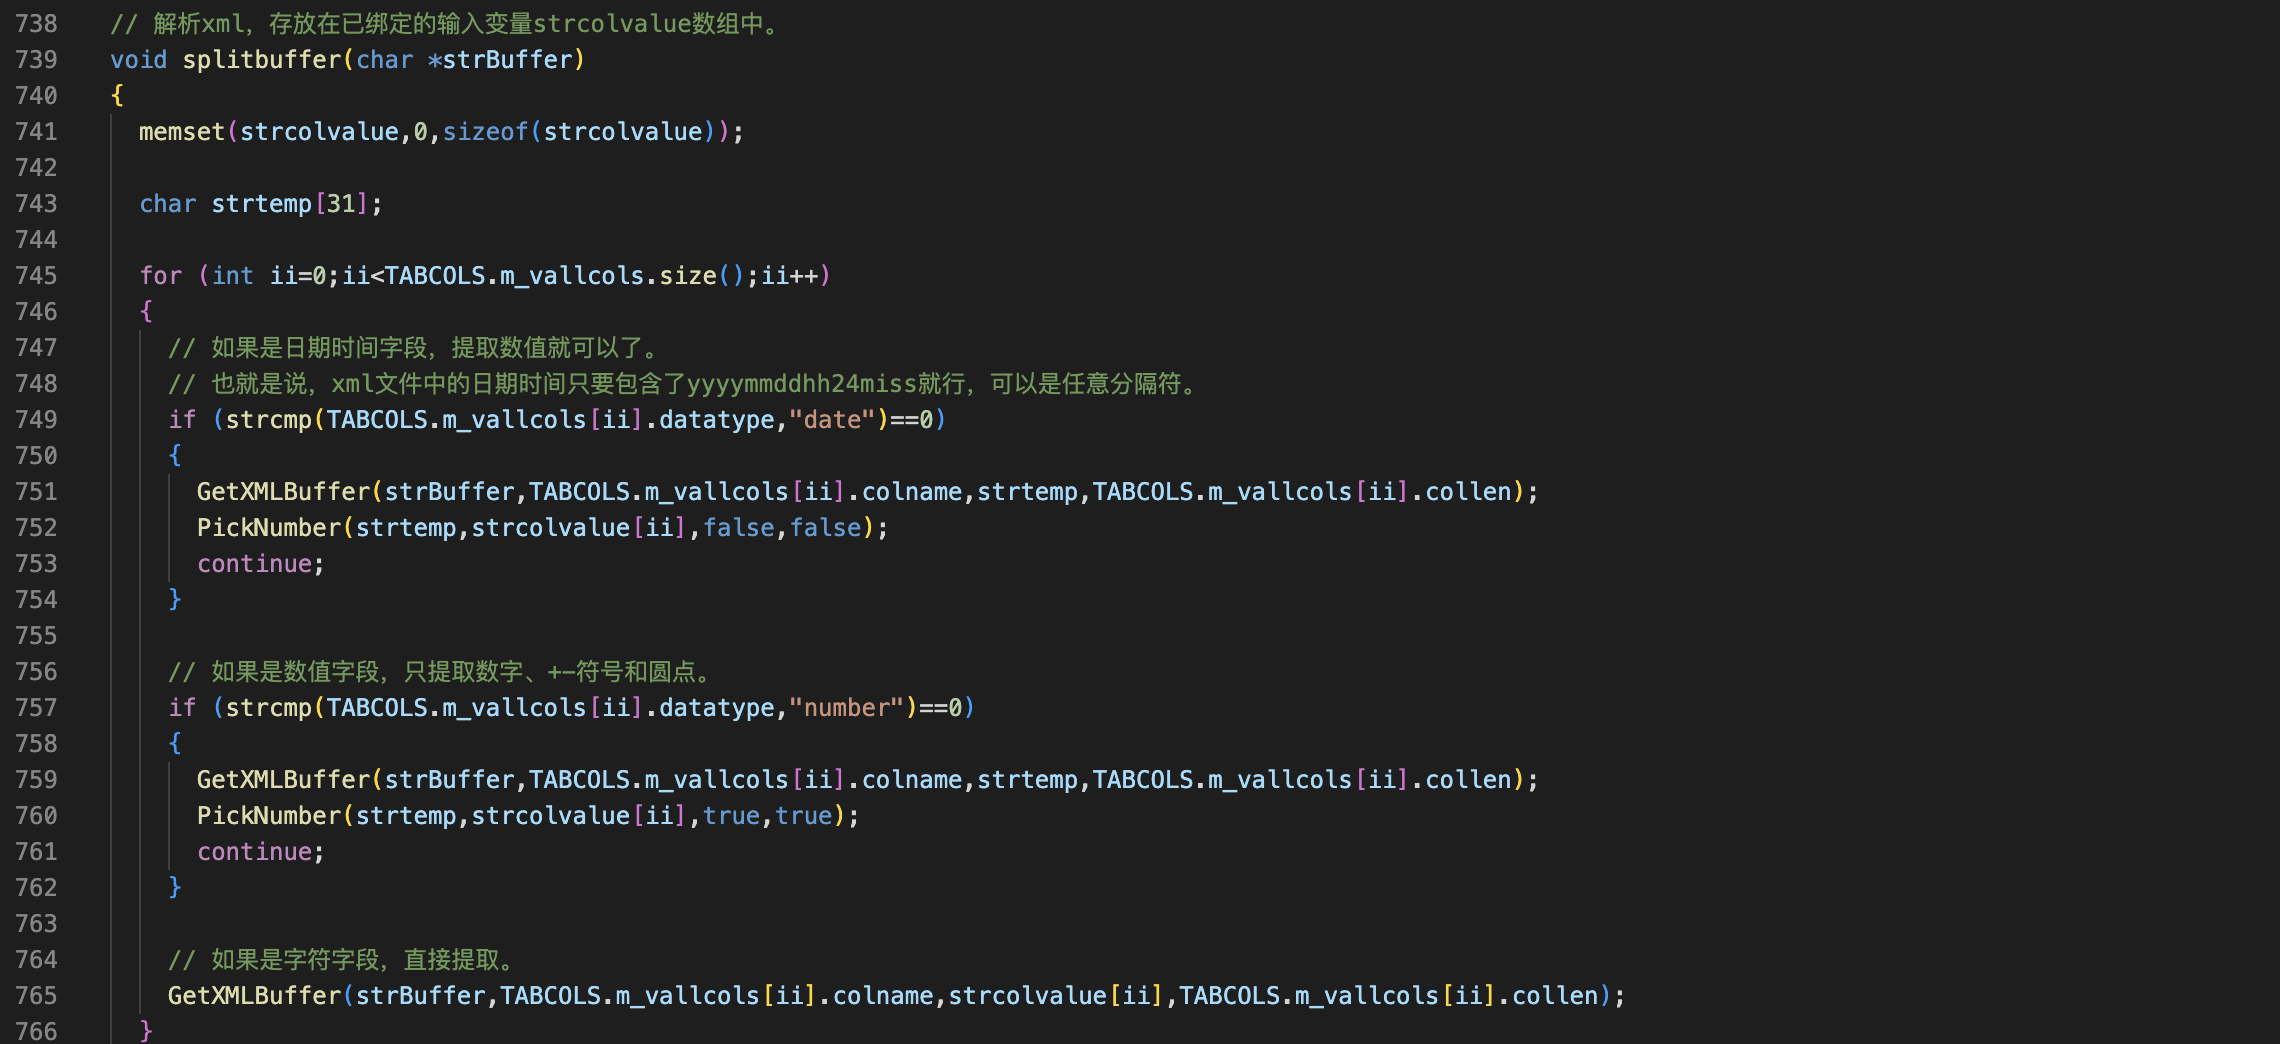 738 // 解析xml，存放在已绑定的输入变量strcolvalue数组中。
739 void splitbuffer(char *strBuffer)
740 {
741 memset(strcolvalue,0,sizeof(strcolvalue));
742
743 char strtemp[31];
744
745 for (int ii=0;ii<TABCOLS.m_vallcols.size();ii++)
746 {
747 // 如果是日期时间字段，提取数值就可以了。
748 // 也就是说，xml文件中的日期时间只要包含了yyyymmddhh24miss就行，可以是任意分隔符。
749 if (strcmp(TABCOLS.m_vallcols[ii].datatype,"date")==0)
750 {
751 GetXMLBuffer(strBuffer,TABCOLS.m_vallcols[ii].colname,strtemp,TABCOLS.m_vallcols[ii].collen);
752 PickNumber(strtemp,strcolvalue[ii],false,false);
753 continue;
754 }
755
756 // 如果是数值字段，只提取数字、+-符号和圆点。
757 if (strcmp(TABCOLS.m_vallcols[ii].datatype,"number")==0)
758 {
759 GetXMLBuffer(strBuffer,TABCOLS.m_vallcols[ii].colname,strtemp,TABCOLS.m_vallcols[ii].collen);
760 PickNumber(strtemp,strcolvalue[ii],true,true);
761 continue;
762 }
763
764 // 如果是字符字段，直接提取。
765 GetXMLBuffer(strBuffer,TABCOLS.m_vallcols[ii].colname,strcolvalue[ii],TABCOLS.m_vallcols[ii].collen);
766 }